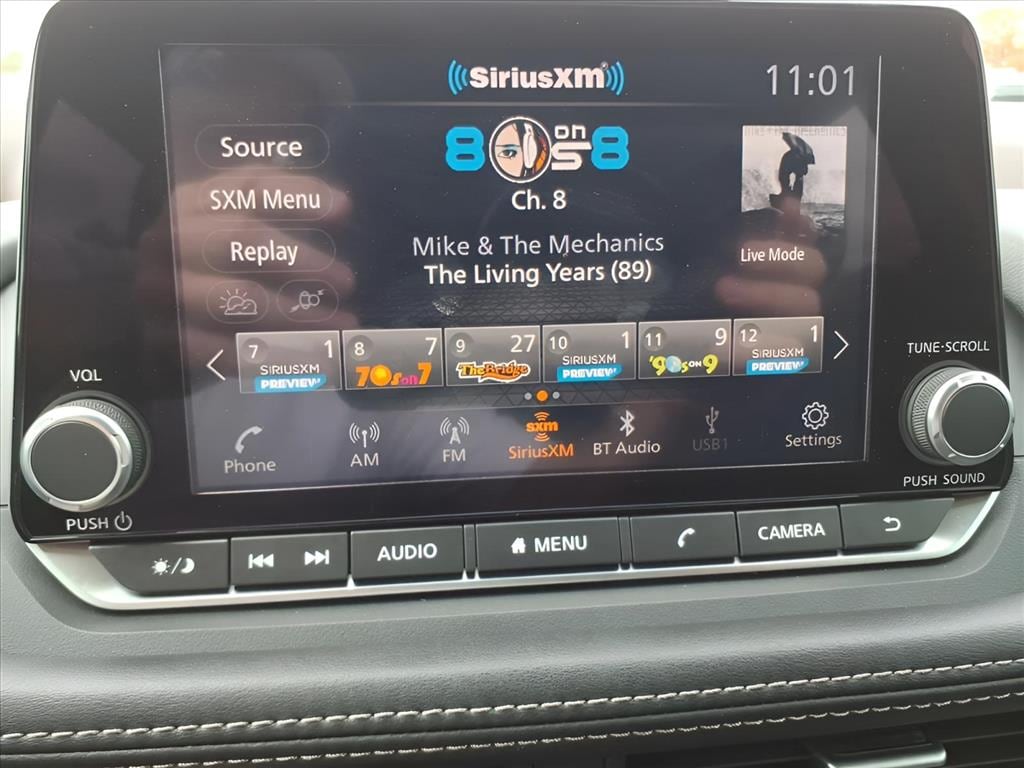 SiriusXM
11:01
Source
80s on 8
SXM Menu
Ch. 8
Replay
Mike & The Mechanics
The Living Years (89)
Live Mode
7 1
SIRIUSXM
PREVIEW
8 7
70s on 7
9 27
The Bridge
10 1
SIRIUSXM
PREVIEW
11 9
'90s ON 9
12 1
SIRIUSXM
PREVIEW
Phone
AM
FM
sxm
SiriusXM
BT Audio
USB1
Settings
VOL
PUSH
TUNE·SCROLL
PUSH SOUND
AUDIO
MENU
CAMERA